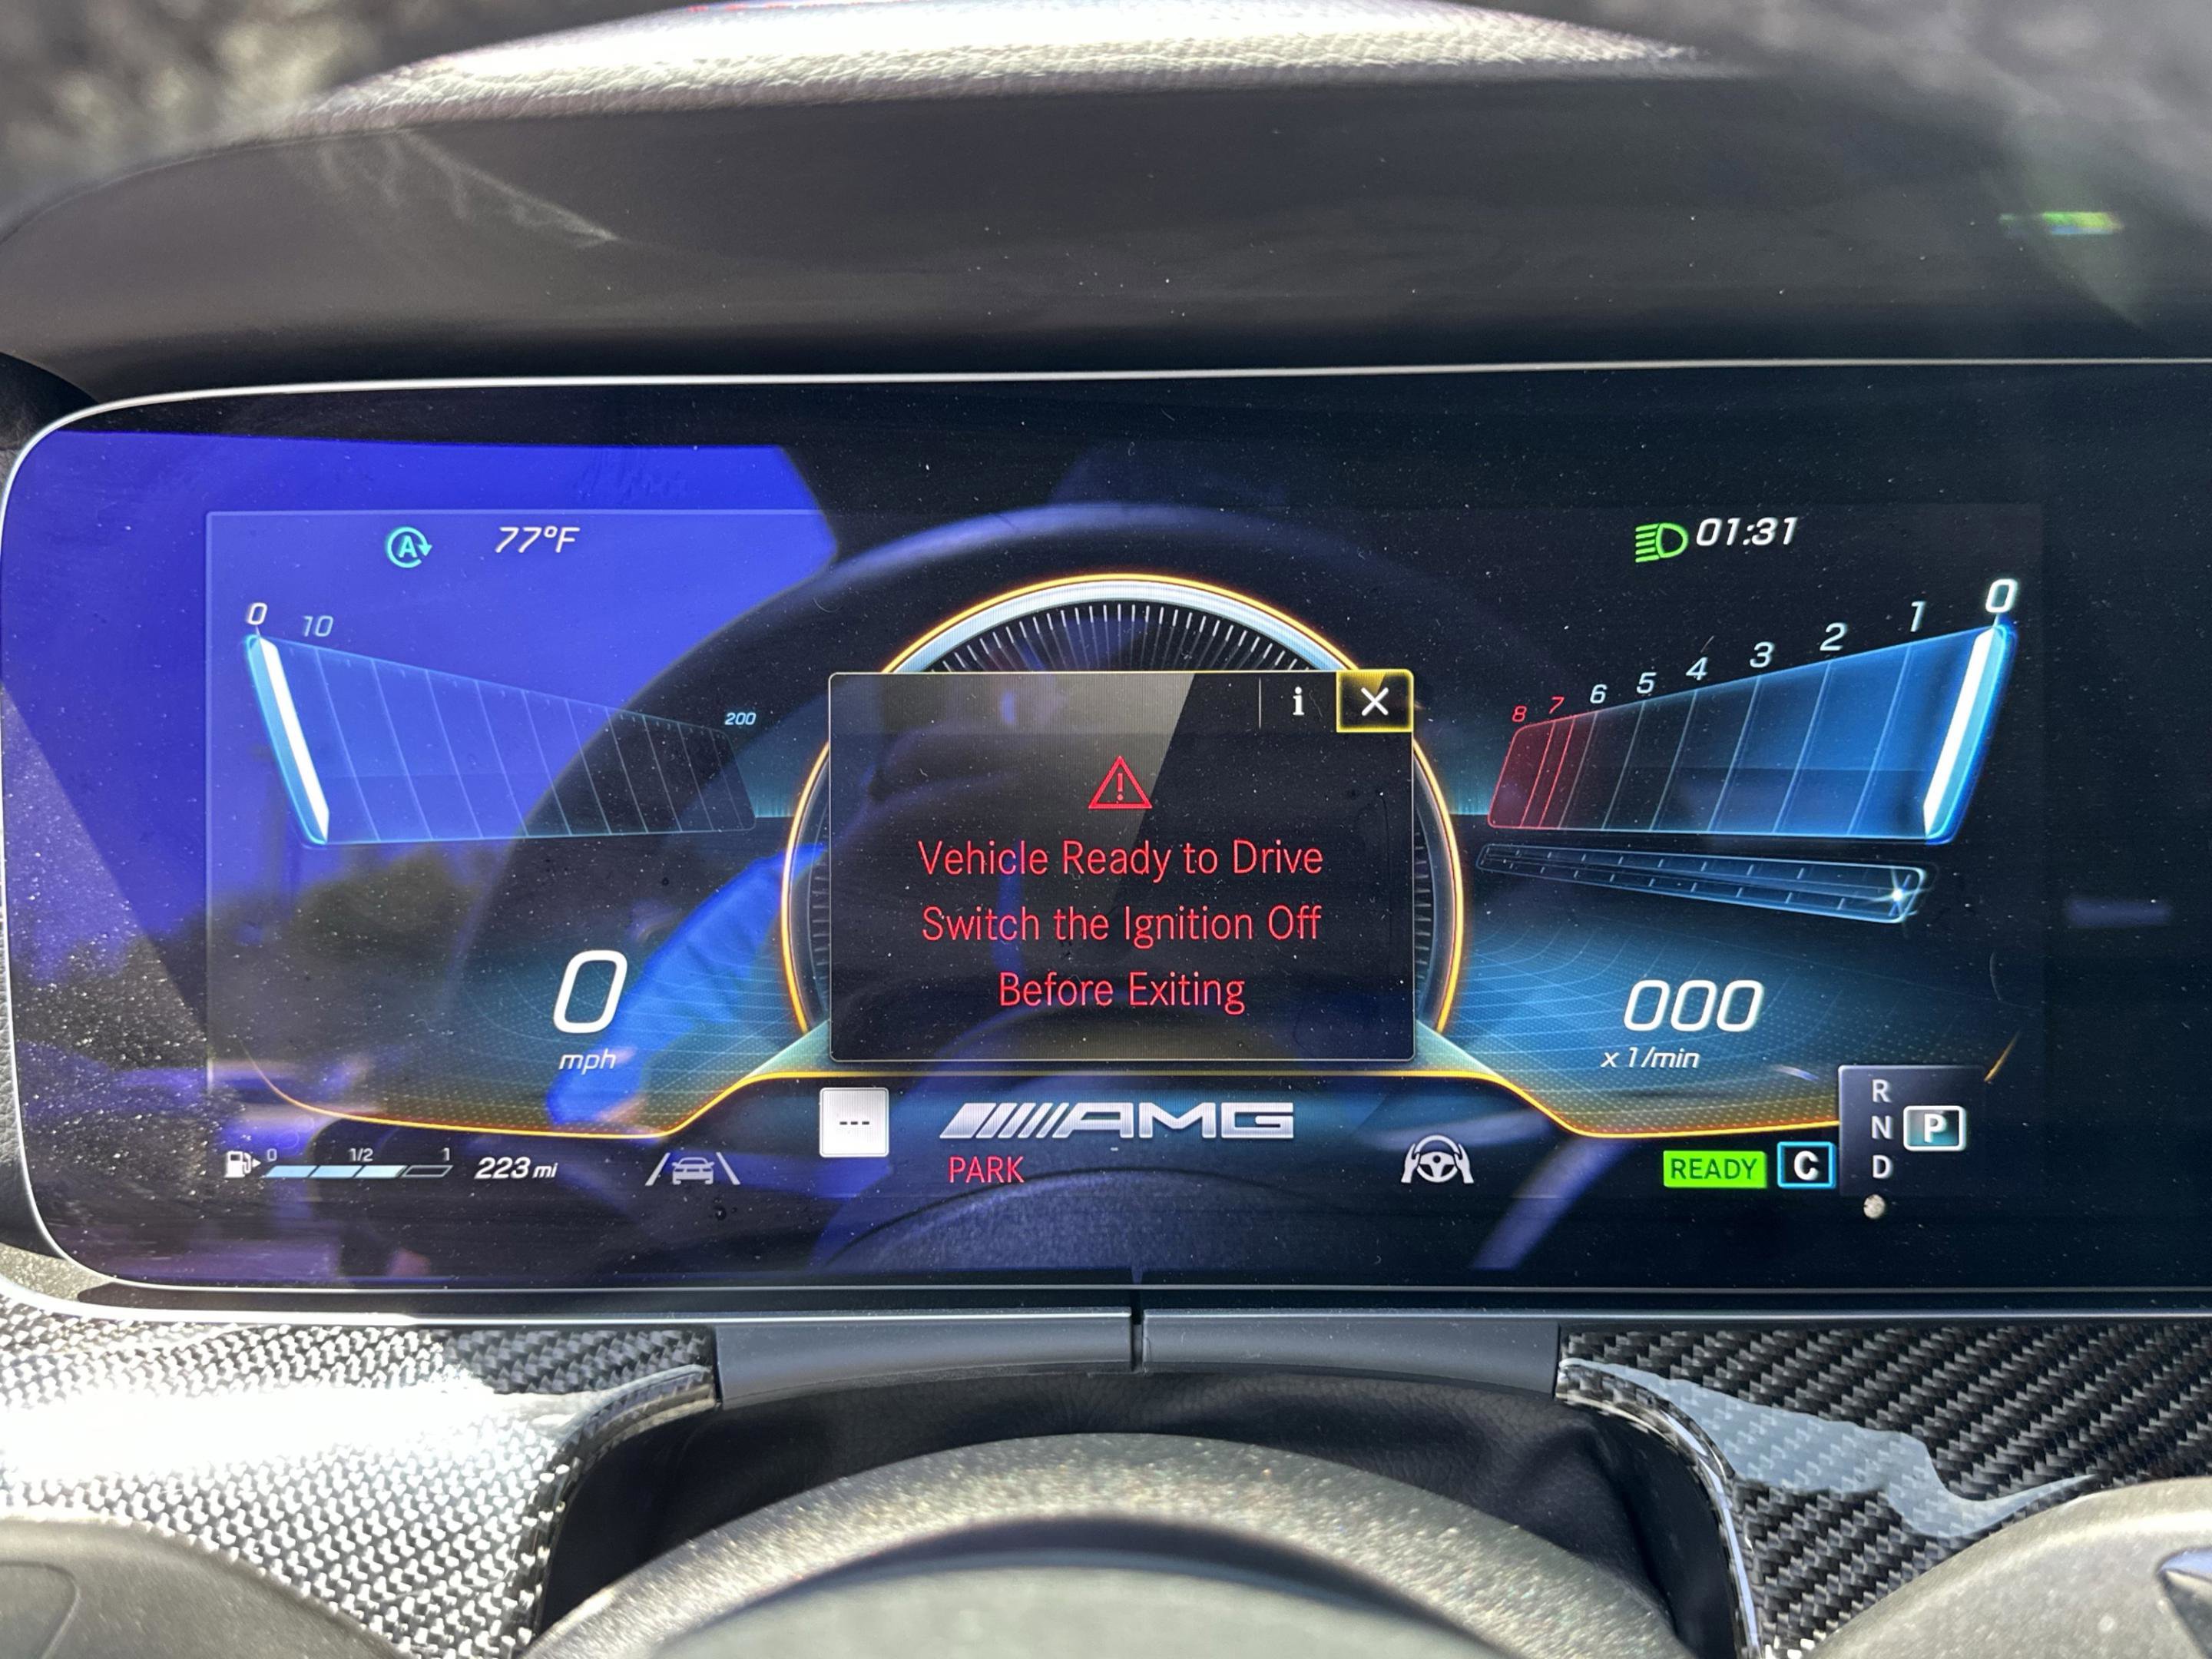 A 77°F
01:31
0 10 200
8 7 6 5 4 3 2 1 0
i X
Vehicle Ready to Drive
Switch the Ignition Off
Before Exiting
0
mph
000
x 1/min
AMG
PARK
0 1/2 1
223 mi
---
READY C
R
N P
D